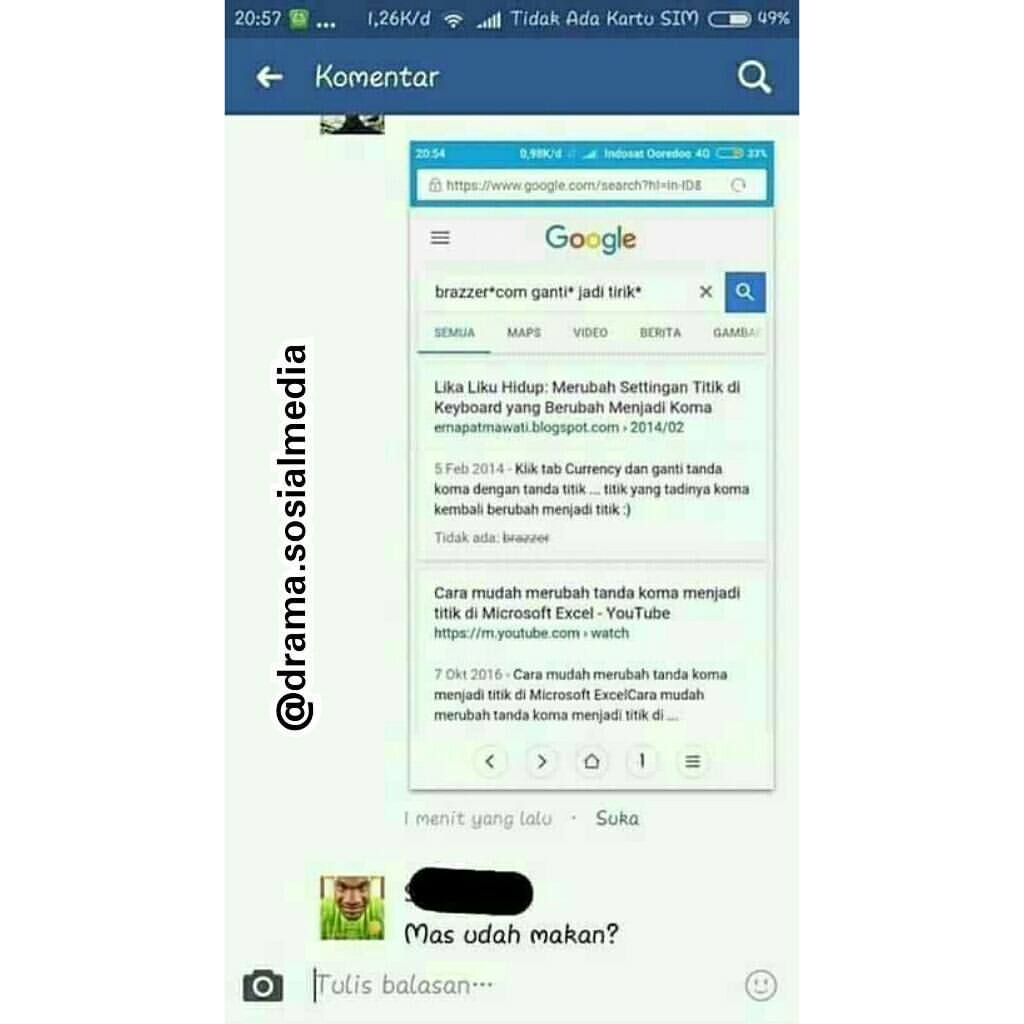 20:57 ... 1,26K/d Tidak Ada Kartu SIM 49%
Komentar
20:54 0,98K/d Indosat Ooredoo 4G 33%
https://www.google.com/search?hl=in-ID&
Google
brazzer*com ganti* jadi tirik*
SEMUA MAPS VIDEO BERITA GAMBAR
Lika Liku Hidup: Merubah Settingan Titik di
Keyboard yang Berubah Menjadi Koma
ernapatmawati.blogspot.com › 2014/02
5 Feb 2014 - Klik tab Currency dan ganti tanda
koma dengan tanda titik ... titik yang tadinya koma
kembali berubah menjadi titik :)
Tidak ada: brazzer
Cara mudah merubah tanda koma menjadi
titik di Microsoft Excel - YouTube
https://m.youtube.com › watch
7 Okt 2016 - Cara mudah merubah tanda koma
menjadi titik di Microsoft ExcelCara mudah
merubah tanda koma menjadi titik di ...
1
1 menit yang lalu · Suka
Mas udah makan?
Tulis balasan...
@drama.sosialmedia